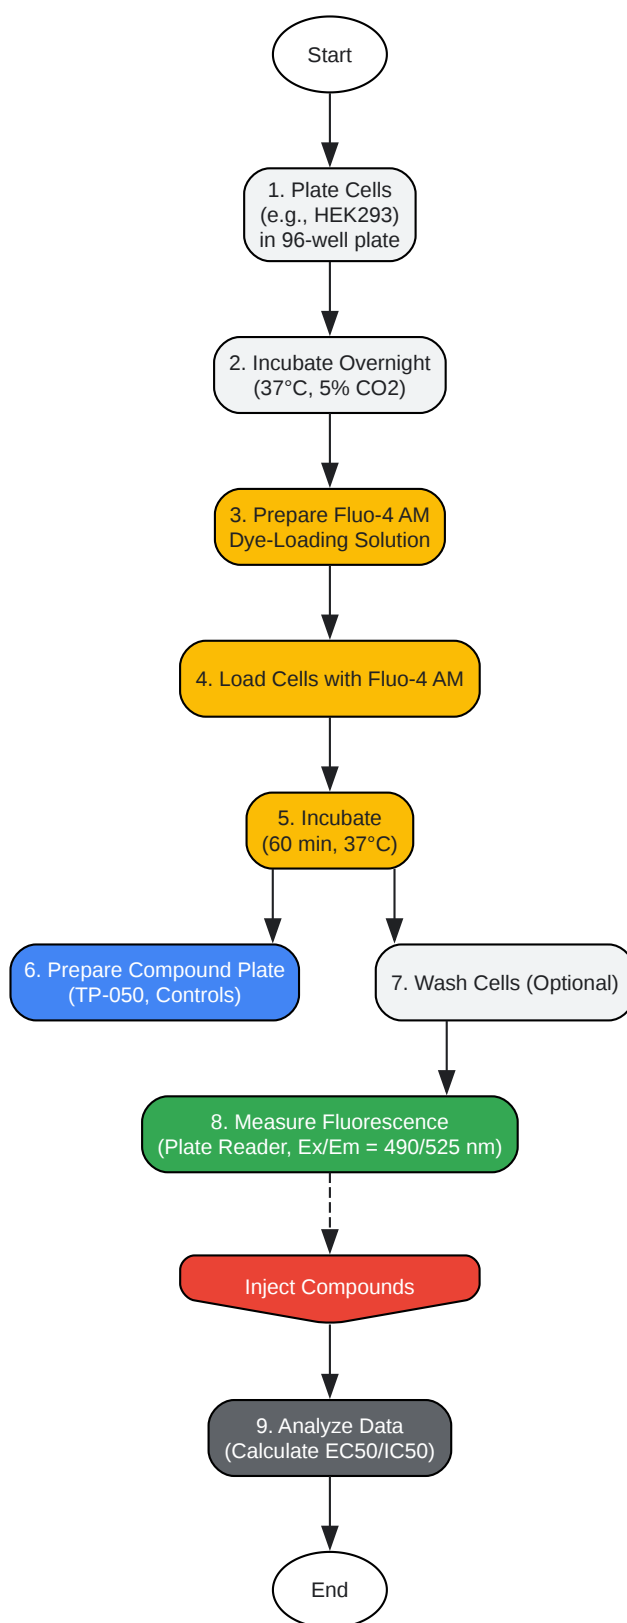 Start
1. Plate Cells
(e.g., HEK293)
in 96-well plate
2. Incubate Overnight
(37°C, 5% CO2)
3. Prepare Fluo-4 AM
Dye-Loading Solution
4. Load Cells with Fluo-4 AM
5. Incubate
(60 min, 37°C)
6. Prepare Compound Plate
(TP-050, Controls)
7. Wash Cells (Optional)
8. Measure Fluorescence
(Plate Reader, Ex/Em = 490/525 nm)
Inject Compounds
9. Analyze Data
(Calculate EC50/IC50)
End